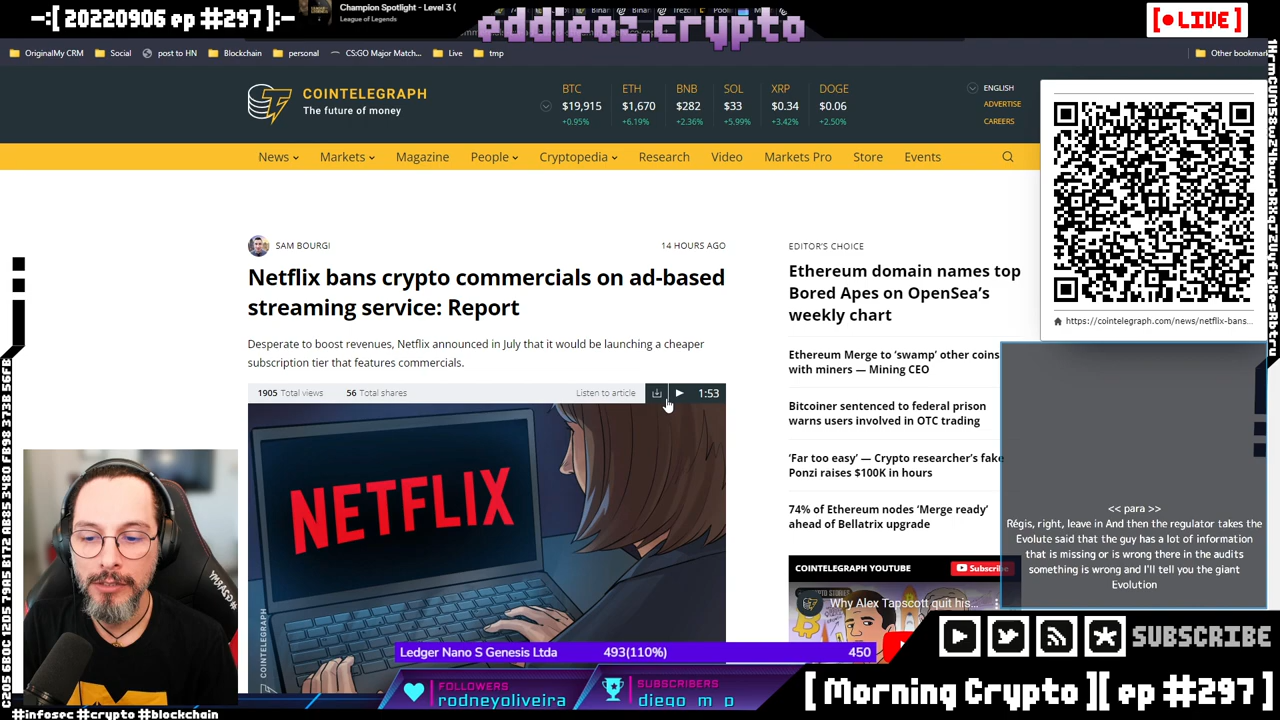 —:[ 20220906 ep #297 ]:—
Champion Spotlight - Level 3 (
League of Legends
eddieoz.crypto
[•LIVE]
OriginalMy CRM
Social
post to HN
Blockchain
personal
CS:GO Major Match...
Live
tmp
Other bookmar
COINTELEGRAPH
The future of money
BTC ETH BNB SOL XRP DOGE
$19,915 $1,670 $282 $33 $0.34 $0.06
+0.95% +6.19% +2.36% +5.99% +3.42% +2.50%
ENGLISH
ADVERTISE
CAREERS
News Markets Magazine People Cryptopedia Research Video Markets Pro Store Events
SAM BOURGI
14 HOURS AGO
Netflix bans crypto commercials on ad-based
streaming service: Report
Desperate to boost revenues, Netflix announced in July that it would be launching a cheaper
subscription tier that features commercials.
1905 Total views 56 Total shares Listen to article 1:53
NETFLIX
COINTELEGRAPH
EDITOR'S CHOICE
Ethereum domain names top
Bored Apes on OpenSea's
weekly chart
Ethereum Merge to 'swap' other coins
with miners — Mining CEO
Bitcoiner sentenced to federal prison
warns users involved in OTC trading
'Far too easy' — Crypto researcher's fake
Ponzi raises $100K in hours
74% of Ethereum nodes 'Merge ready'
ahead of Bellatrix upgrade
COINTELEGRAPH YOUTUBE
Subscribe
Why Alex Tapscott quit his...
https://cointelegraph.com/news/netflix-bans...
<< para >>
Régis, right, leave in And then the regulator takes the
Evolute said that the guy has a lot of information
that is missing or is wrong there in the audits
something is wrong and I'll tell you the giant
Evolution
Ledger Nano S Genesis Ltda 493(110%) 450
FOLLOWERS
rodneyoliveira
SUBSCRIBERS
diego_m_p_
SUBSCRIBE
[ Morning Crypto ][ ep #297 ]
#infosec #crypto #blockchain